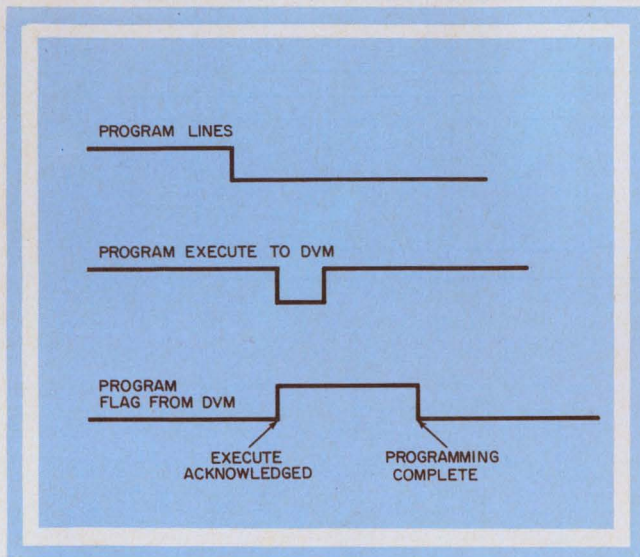 PROGRAM LINES
PROGRAM EXECUTE TO DVM
PROGRAM
FLAG FROM DVM
EXECUTE
ACKNOWLEDGED
PROGRAMMING
COMPLETE